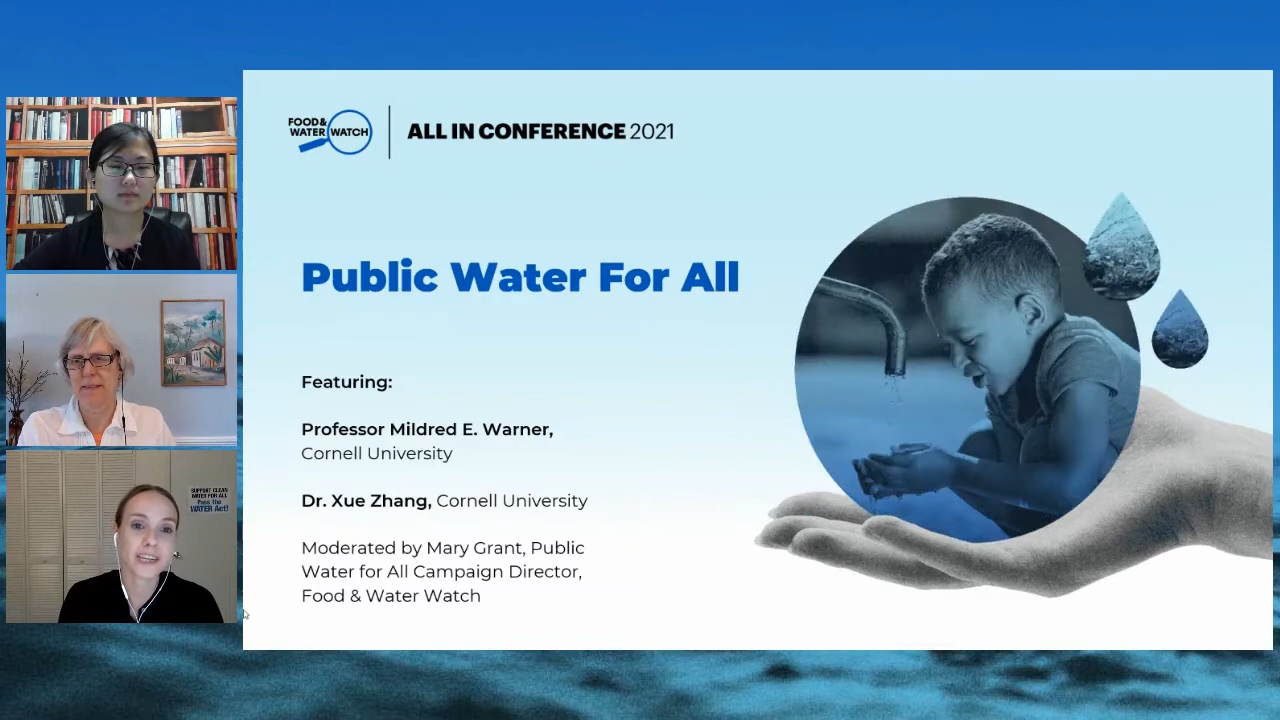 FOOD &
WATER WATCH
ALL IN CONFERENCE 2021
Public Water For All
Featuring:
Professor Mildred E. Warner,
Cornell University
Dr. Xue Zhang, Cornell University
Moderated by Mary Grant, Public
Water for All Campaign Director,
Food & Water Watch
SUPPORT CLEAN
WATER FOR ALL
Pass the
WATER Act!